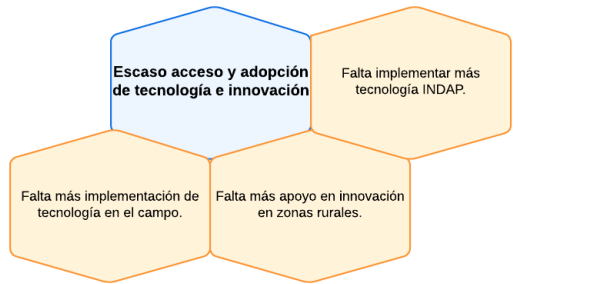 Escaso acceso y adopción
de tecnología e innovación
Falta implementar más
tecnología INDAP.
Falta más implementación de
tecnología en el campo.
Falta más apoyo en innovación
en zonas rurales.